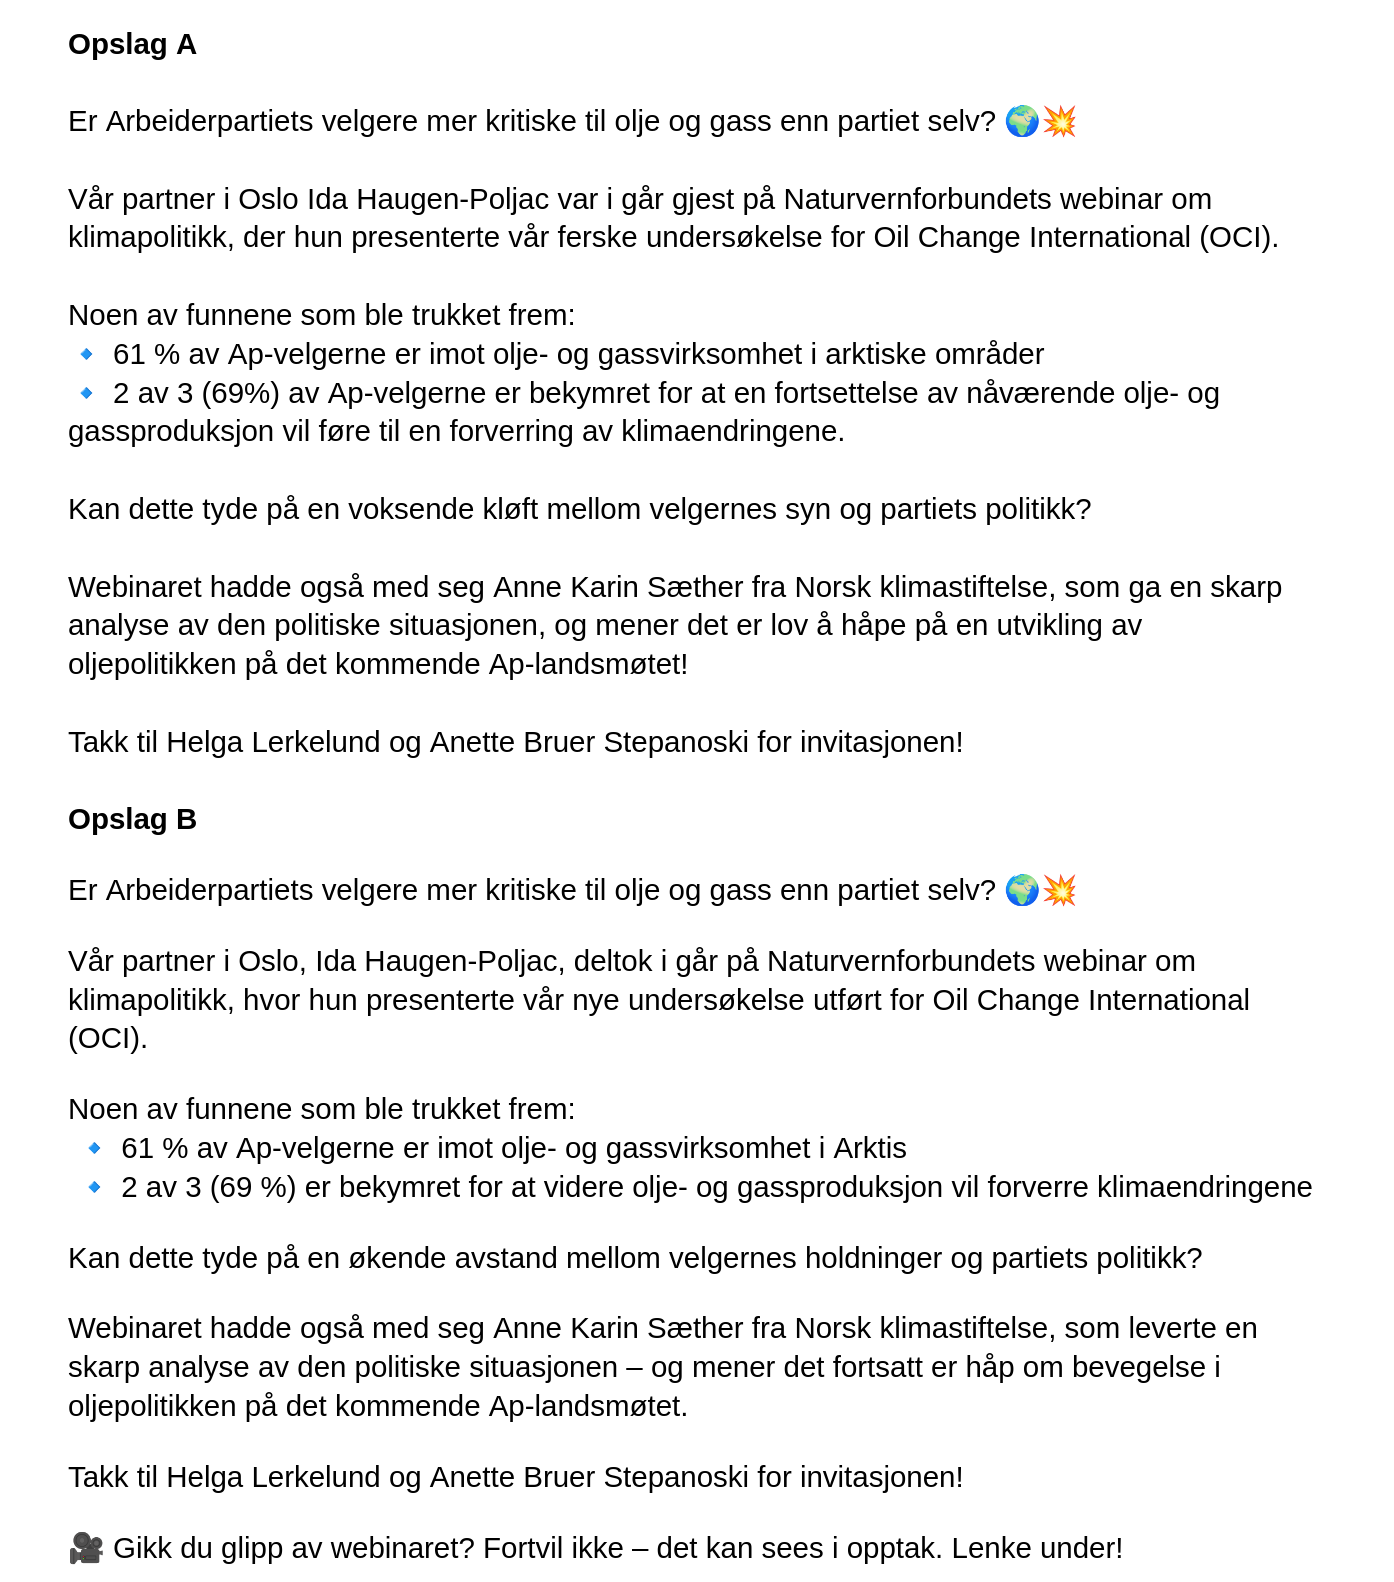 Opslag A
Er Arbeiderpartiets velgere mer kritiske til olje og gass enn partiet selv? 🌍💥
Vår partner i Oslo Ida Haugen-Poljac var i går gjest på Naturvernforbundets webinar om
klimapolitikk, der hun presenterte vår ferske undersøkelse for Oil Change International (OCI).
Noen av funnene som ble trukket frem:
🔹 61 % av Ap-velgerne er imot olje- og gassvirksomhet i arktiske områder
🔹 2 av 3 (69%) av Ap-velgerne er bekymret for at en fortsettelse av nåværende olje- og
gassproduksjon vil føre til en forverring av klimaendringene.
Kan dette tyde på en voksende kløft mellom velgernes syn og partiets politikk?
Webinaret hadde også med seg Anne Karin Sæther fra Norsk klimastiftelse, som ga en skarp
analyse av den politiske situasjonen, og mener det er lov å håpe på en utvikling av
oljepolitikken på det kommende Ap-landsmøtet!
Takk til Helga Lerkelund og Anette Bruer Stepanoski for invitasjonen!
Opslag B
Er Arbeiderpartiets velgere mer kritiske til olje og gass enn partiet selv? 🌍💥
Vår partner i Oslo, Ida Haugen-Poljac, deltok i går på Naturvernforbundets webinar om
klimapolitikk, hvor hun presenterte vår nye undersøkelse utført for Oil Change International
(OCI).
Noen av funnene som ble trukket frem:
🔹 61 % av Ap-velgerne er imot olje- og gassvirksomhet i Arktis
🔹 2 av 3 (69 %) er bekymret for at videre olje- og gassproduksjon vil forverre klimaendringene
Kan dette tyde på en økende avstand mellom velgernes holdninger og partiets politikk?
Webinaret hadde også med seg Anne Karin Sæther fra Norsk klimastiftelse, som leverte en
skarp analyse av den politiske situasjonen – og mener det fortsatt er håp om bevegelse i
oljepolitikken på det kommende Ap-landsmøtet.
Takk til Helga Lerkelund og Anette Bruer Stepanoski for invitasjonen!
🎥 Gikk du glipp av webinaret? Fortvil ikke – det kan sees i opptak. Lenke under!